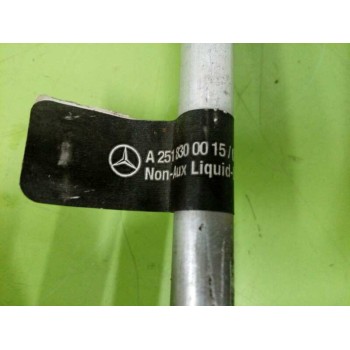 A 251 830 00 15 /
Non-Aux Liquid-